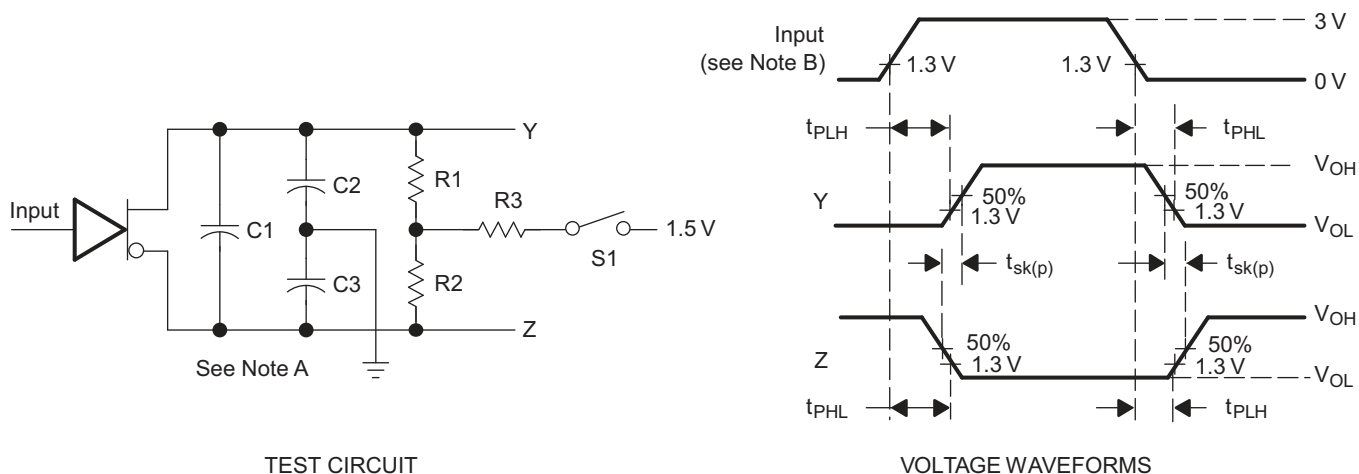 Input
Y
C1
C2
C3
R1
R2
R3
S1
1.5 V
Z
See Note A
TEST CIRCUIT
Input
(see Note B)
1.3 V
1.3 V
3 V
0 V
tPLH
tPHL
Y
50%
1.3 V
50%
1.3 V
VOH
VOL
tsk(p)
tsk(p)
Z
50%
1.3 V
50%
1.3 V
VOH
VOL
tPHL
tPLH
VOLTAGE WAVEFORMS